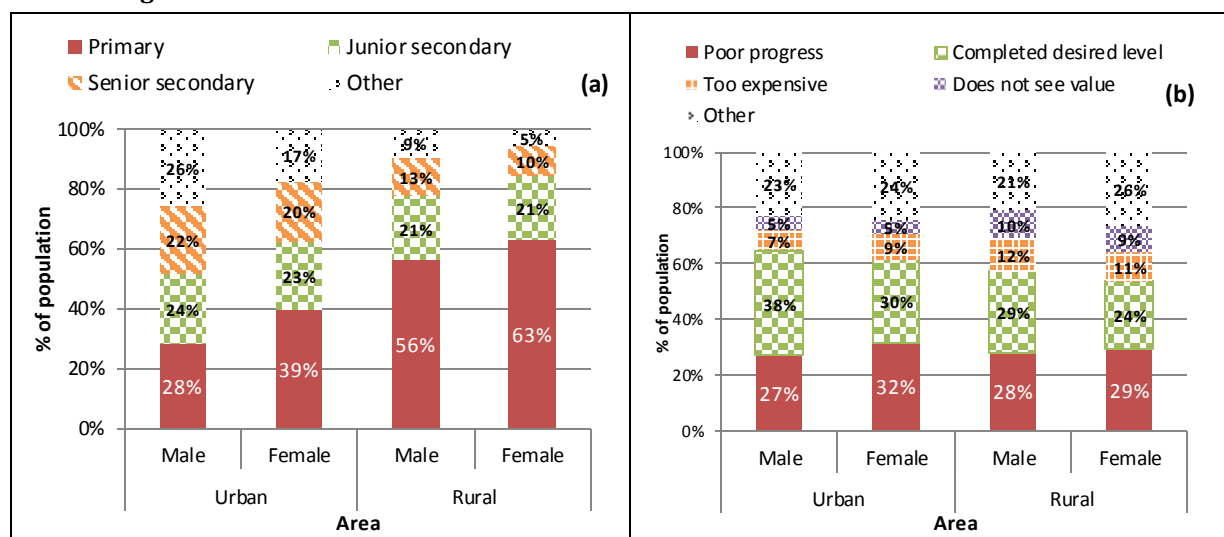 Primary
Junior secondary
Senior secondary
Other
(a)
% of population
100%
80%
60%
40%
20%
0%
26%
17%
9%
5%
22%
20%
13%
10%
24%
23%
21%
21%
28%
39%
56%
63%
Male
Female
Male
Female
Urban
Rural
Area
Poor progress
Completed desired level
Too expensive
Does not see value
Other
(b)
% of population
100%
80%
60%
40%
20%
0%
23%
24%
21%
26%
5%
5%
10%
9%
7%
9%
12%
11%
38%
30%
29%
24%
27%
32%
28%
29%
Male
Female
Male
Female
Urban
Rural
Area